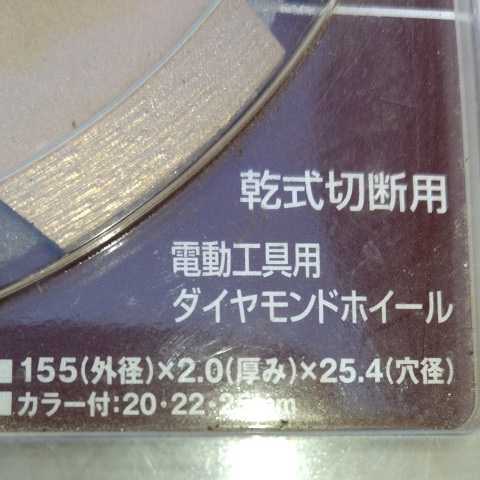 乾式切断用
電動工具用
ダイヤモンドホイール
■155(外径)×2.0(厚み)×25.4(穴径)
■カラー付:20・22・